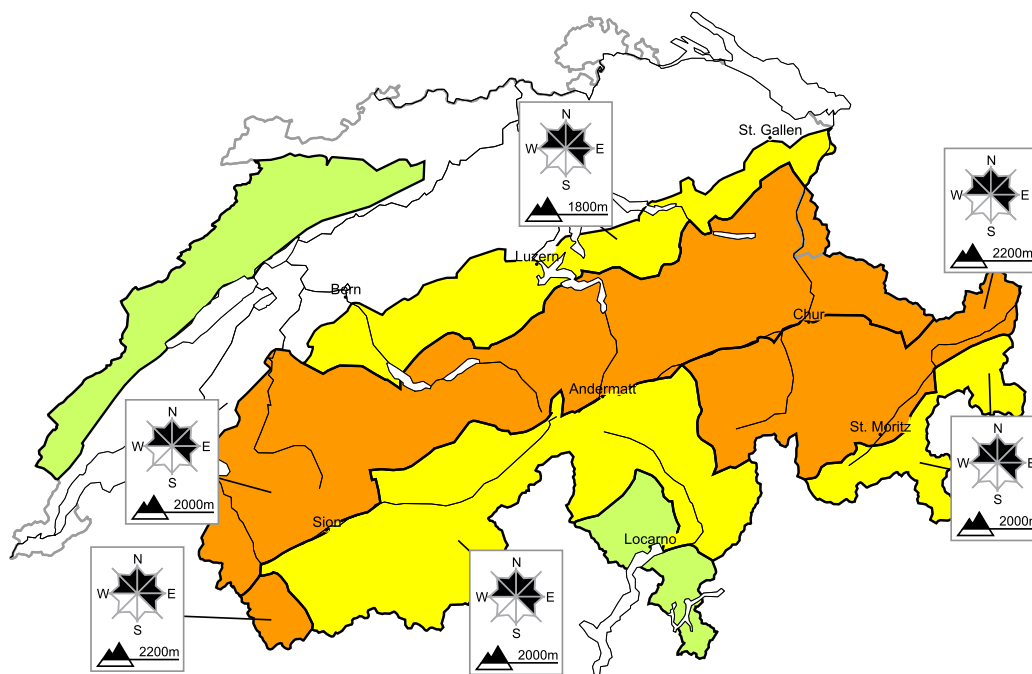 St. Gallen
N
W E
S
1800m
N
W E
S
2200m
Luzern
Bern
Chur
Andermatt
St. Moritz
N
W E
S
2000m
N
W E
S
2000m
Sion
Locarno
N
W E
S
2200m
N
W E
S
2000m